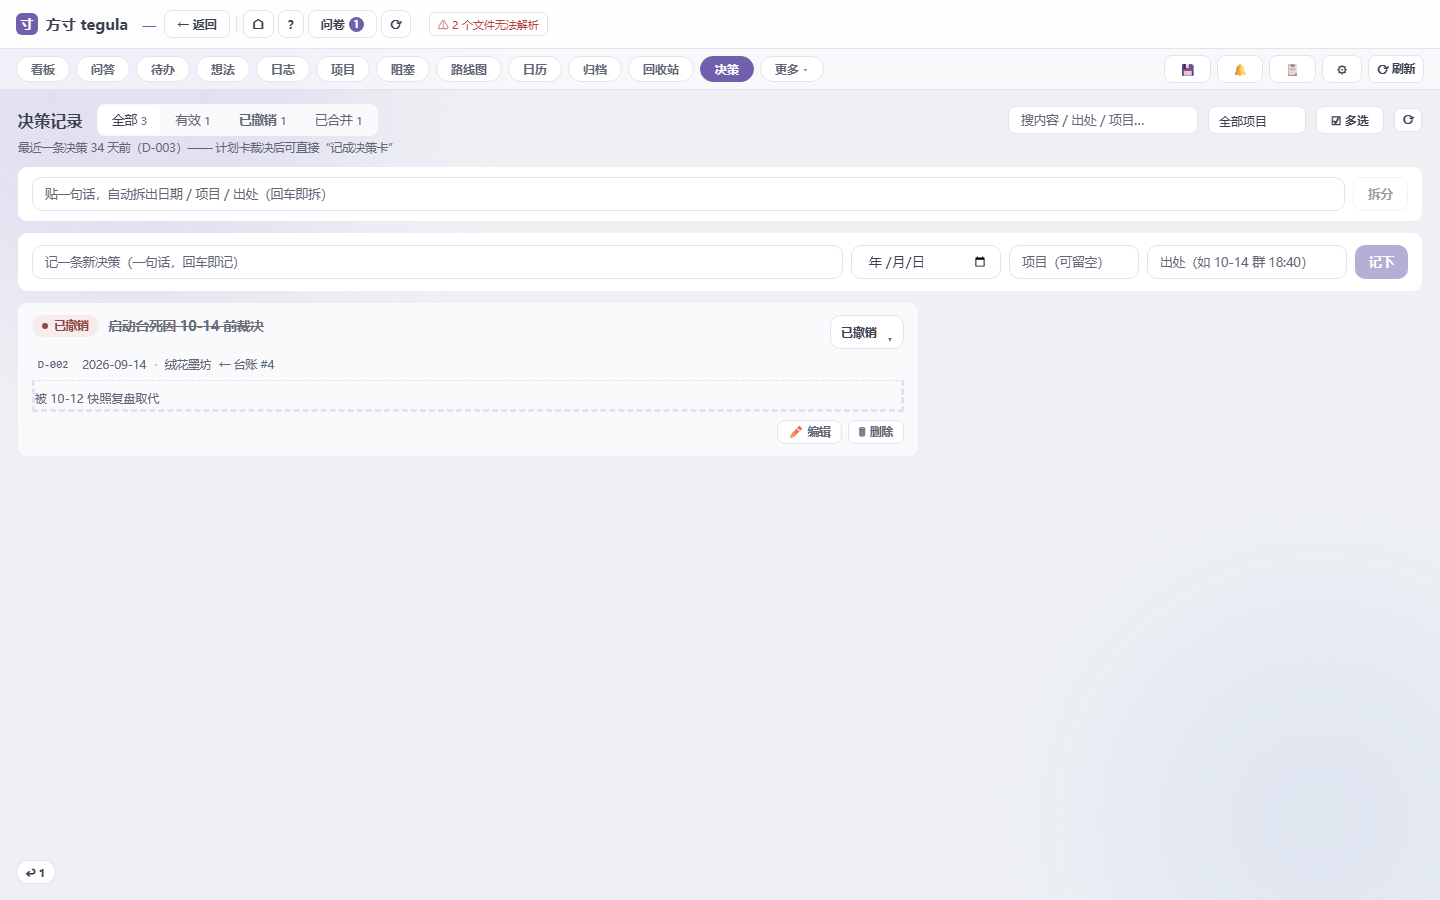 寸 方寸 tegula — ← 返回 ? 问卷 1 ⚠ 2 个文件无法解析
看板 问答 待办 想法 日志 项目 阻塞 路线图 日历 归档 回收站 决策 更多 刷新
决策记录 全部 3 有效 1 已撤销 1 已合并 1 搜内容 / 出处 / 项目... 全部项目 ☑ 多选
最近一条决策 34 天前（D-003）—— 计划卡裁决后可直接“记成决策卡”
贴一句话，自动拆出日期 / 项目 / 出处（回车即拆） 拆分
记一条新决策（一句话，回车即记） 年 /月/日 项目（可留空） 出处（如 10-14 群 18:40） 记下
已撤销 启动台死因 10-14 前裁决 已撤销
D-002 2026-09-14 · 绒花墨坊 ← 台账 #4
被 10-12 快照复盘取代
编辑 删除
↩ 1